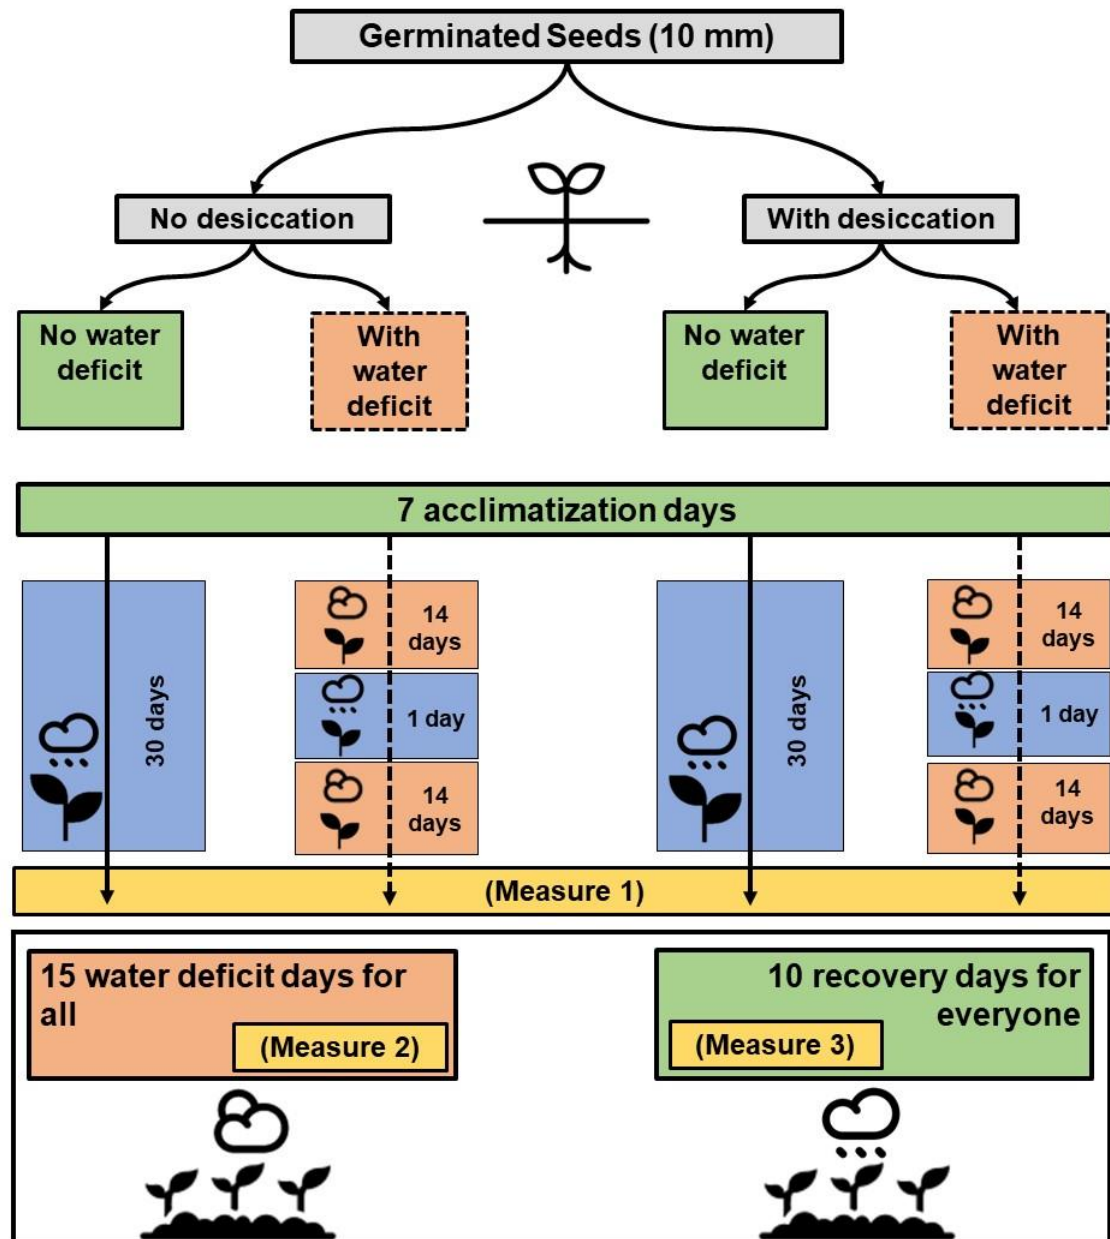 Germinated Seeds (10 mm)
No desiccation
With desiccation
No water
deficit
With
water
deficit
No water
deficit
With
water
deficit
7 acclimatization days
30 days
14
days
1 day
14
days
30 days
14
days
1 day
14
days
(Measure 1)
15 water deficit days for
all
(Measure 2)
10 recovery days for
everyone
(Measure 3)